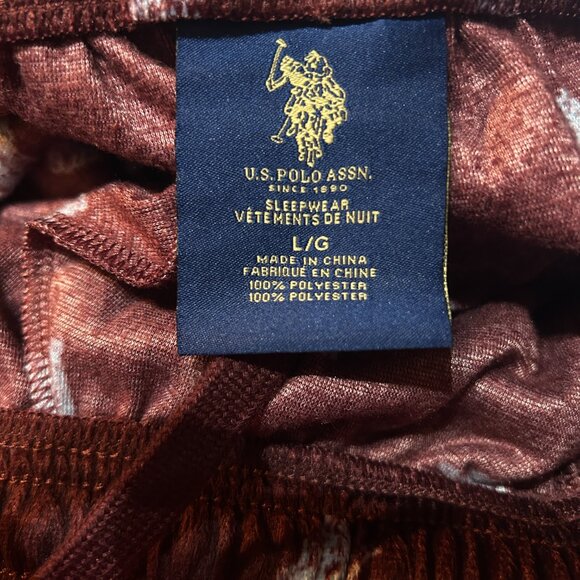 U.S. POLO ASSN.
SINCE 1890
SLEEPWEAR
VÊTEMENTS DE NUIT
L/G
MADE IN CHINA
FABRIQUÉ EN CHINE
100% POLYESTER
100% POLYESTER